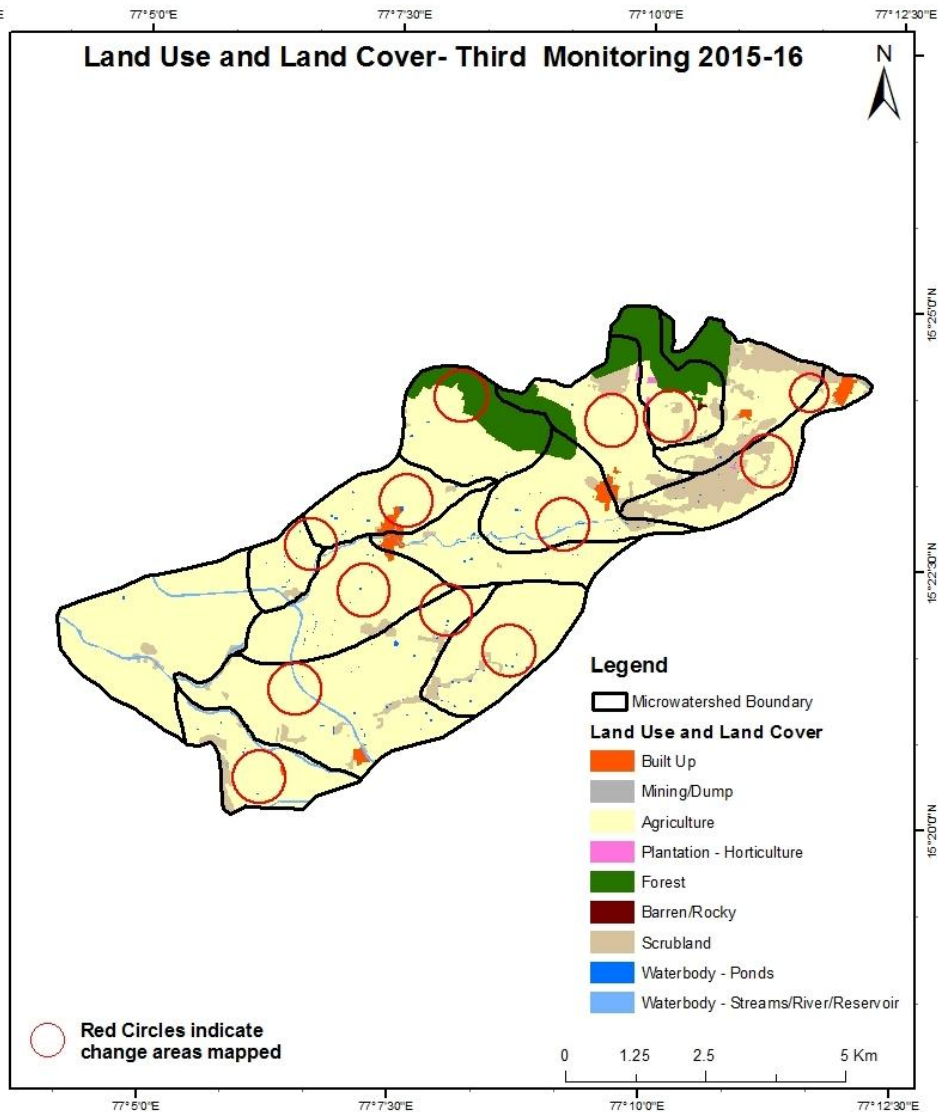 77°5'0"E
77°7'30"E
77°10'0"E
77°12'30"E
Land Use and Land Cover- Third Monitoring 2015-16
N
15°25'0"N
15°22'30"N
15°20'0"N
Legend
Microwatershed Boundary
Land Use and Land Cover
Built Up
Mining/Dump
Agriculture
Plantation - Horticulture
Forest
Barren/Rocky
Scrubland
Waterbody - Ponds
Waterbody - Streams/River/Reservoir
Red Circles indicate
change areas mapped
0 1.25 2.5 5 Km
77°5'0"E
77°7'30"E
77°10'0"E
77°12'30"E